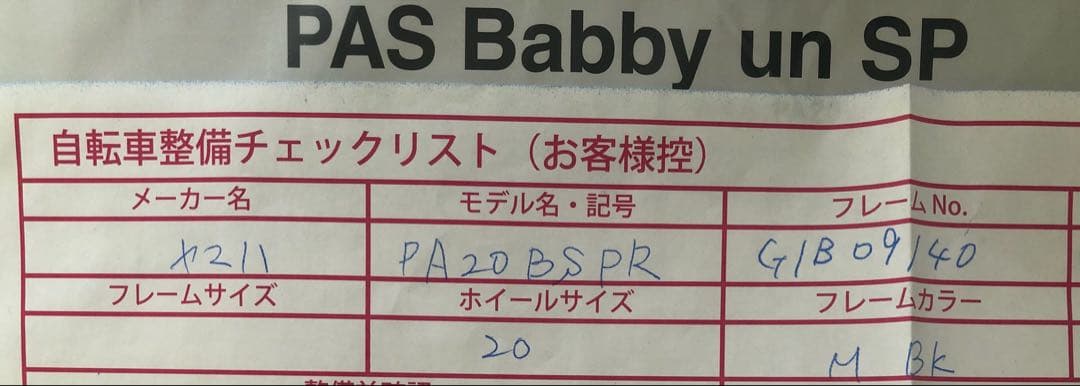 PAS Babby un SP
自転車整備チェックリスト（お客様控）
メーカー名 モデル名・記号 フレームNo.
ヤマハ PA20BSPR G1B09140
フレームサイズ ホイールサイズ フレームカラー
20 M BK